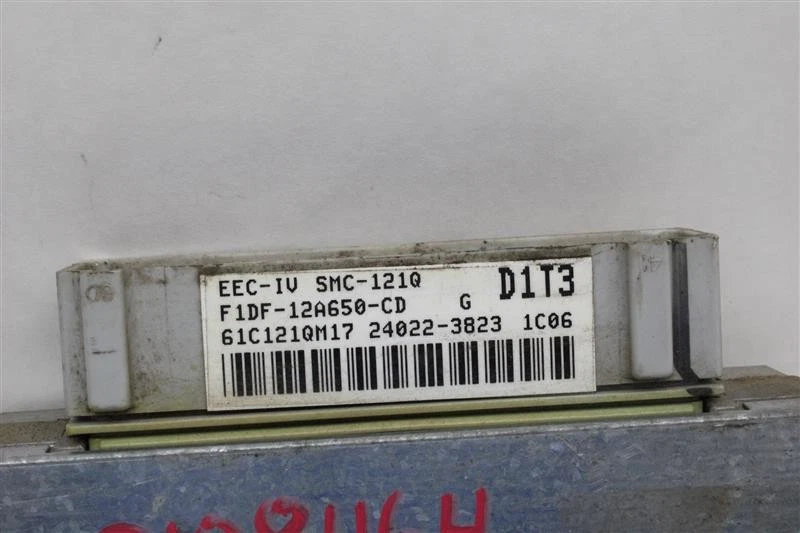 EEC-IV SMC-121Q D1T3
F1DF-12A650-CD G
61C121QM17 24022-3823 1C06